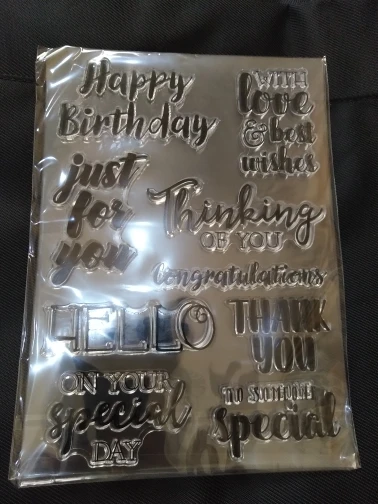 Happy
Birthday
WITH
love
& best
wishes
just
for
you
Thinking
OF YOU
Congratulations
HELLO
THANK
YOU
ON YOUR
special
DAY
TO SOMEONE
special